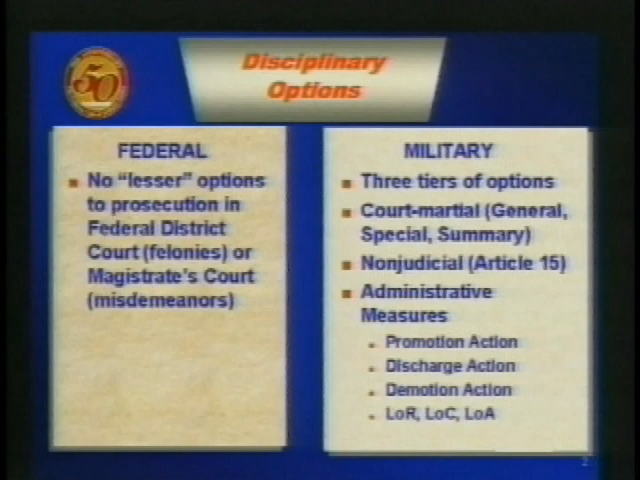 50
Disciplinary
Options
FEDERAL
No “lesser” options
to prosecution in
Federal District
Court (felonies) or
Magistrate's Court
(misdemeanors)
MILITARY
Three tiers of options
Court-martial (General,
Special, Summary)
Nonjudicial (Article 15)
Administrative
Measures
Promotion Action
Discharge Action
Demotion Action
LoR, LoC, LoA
2